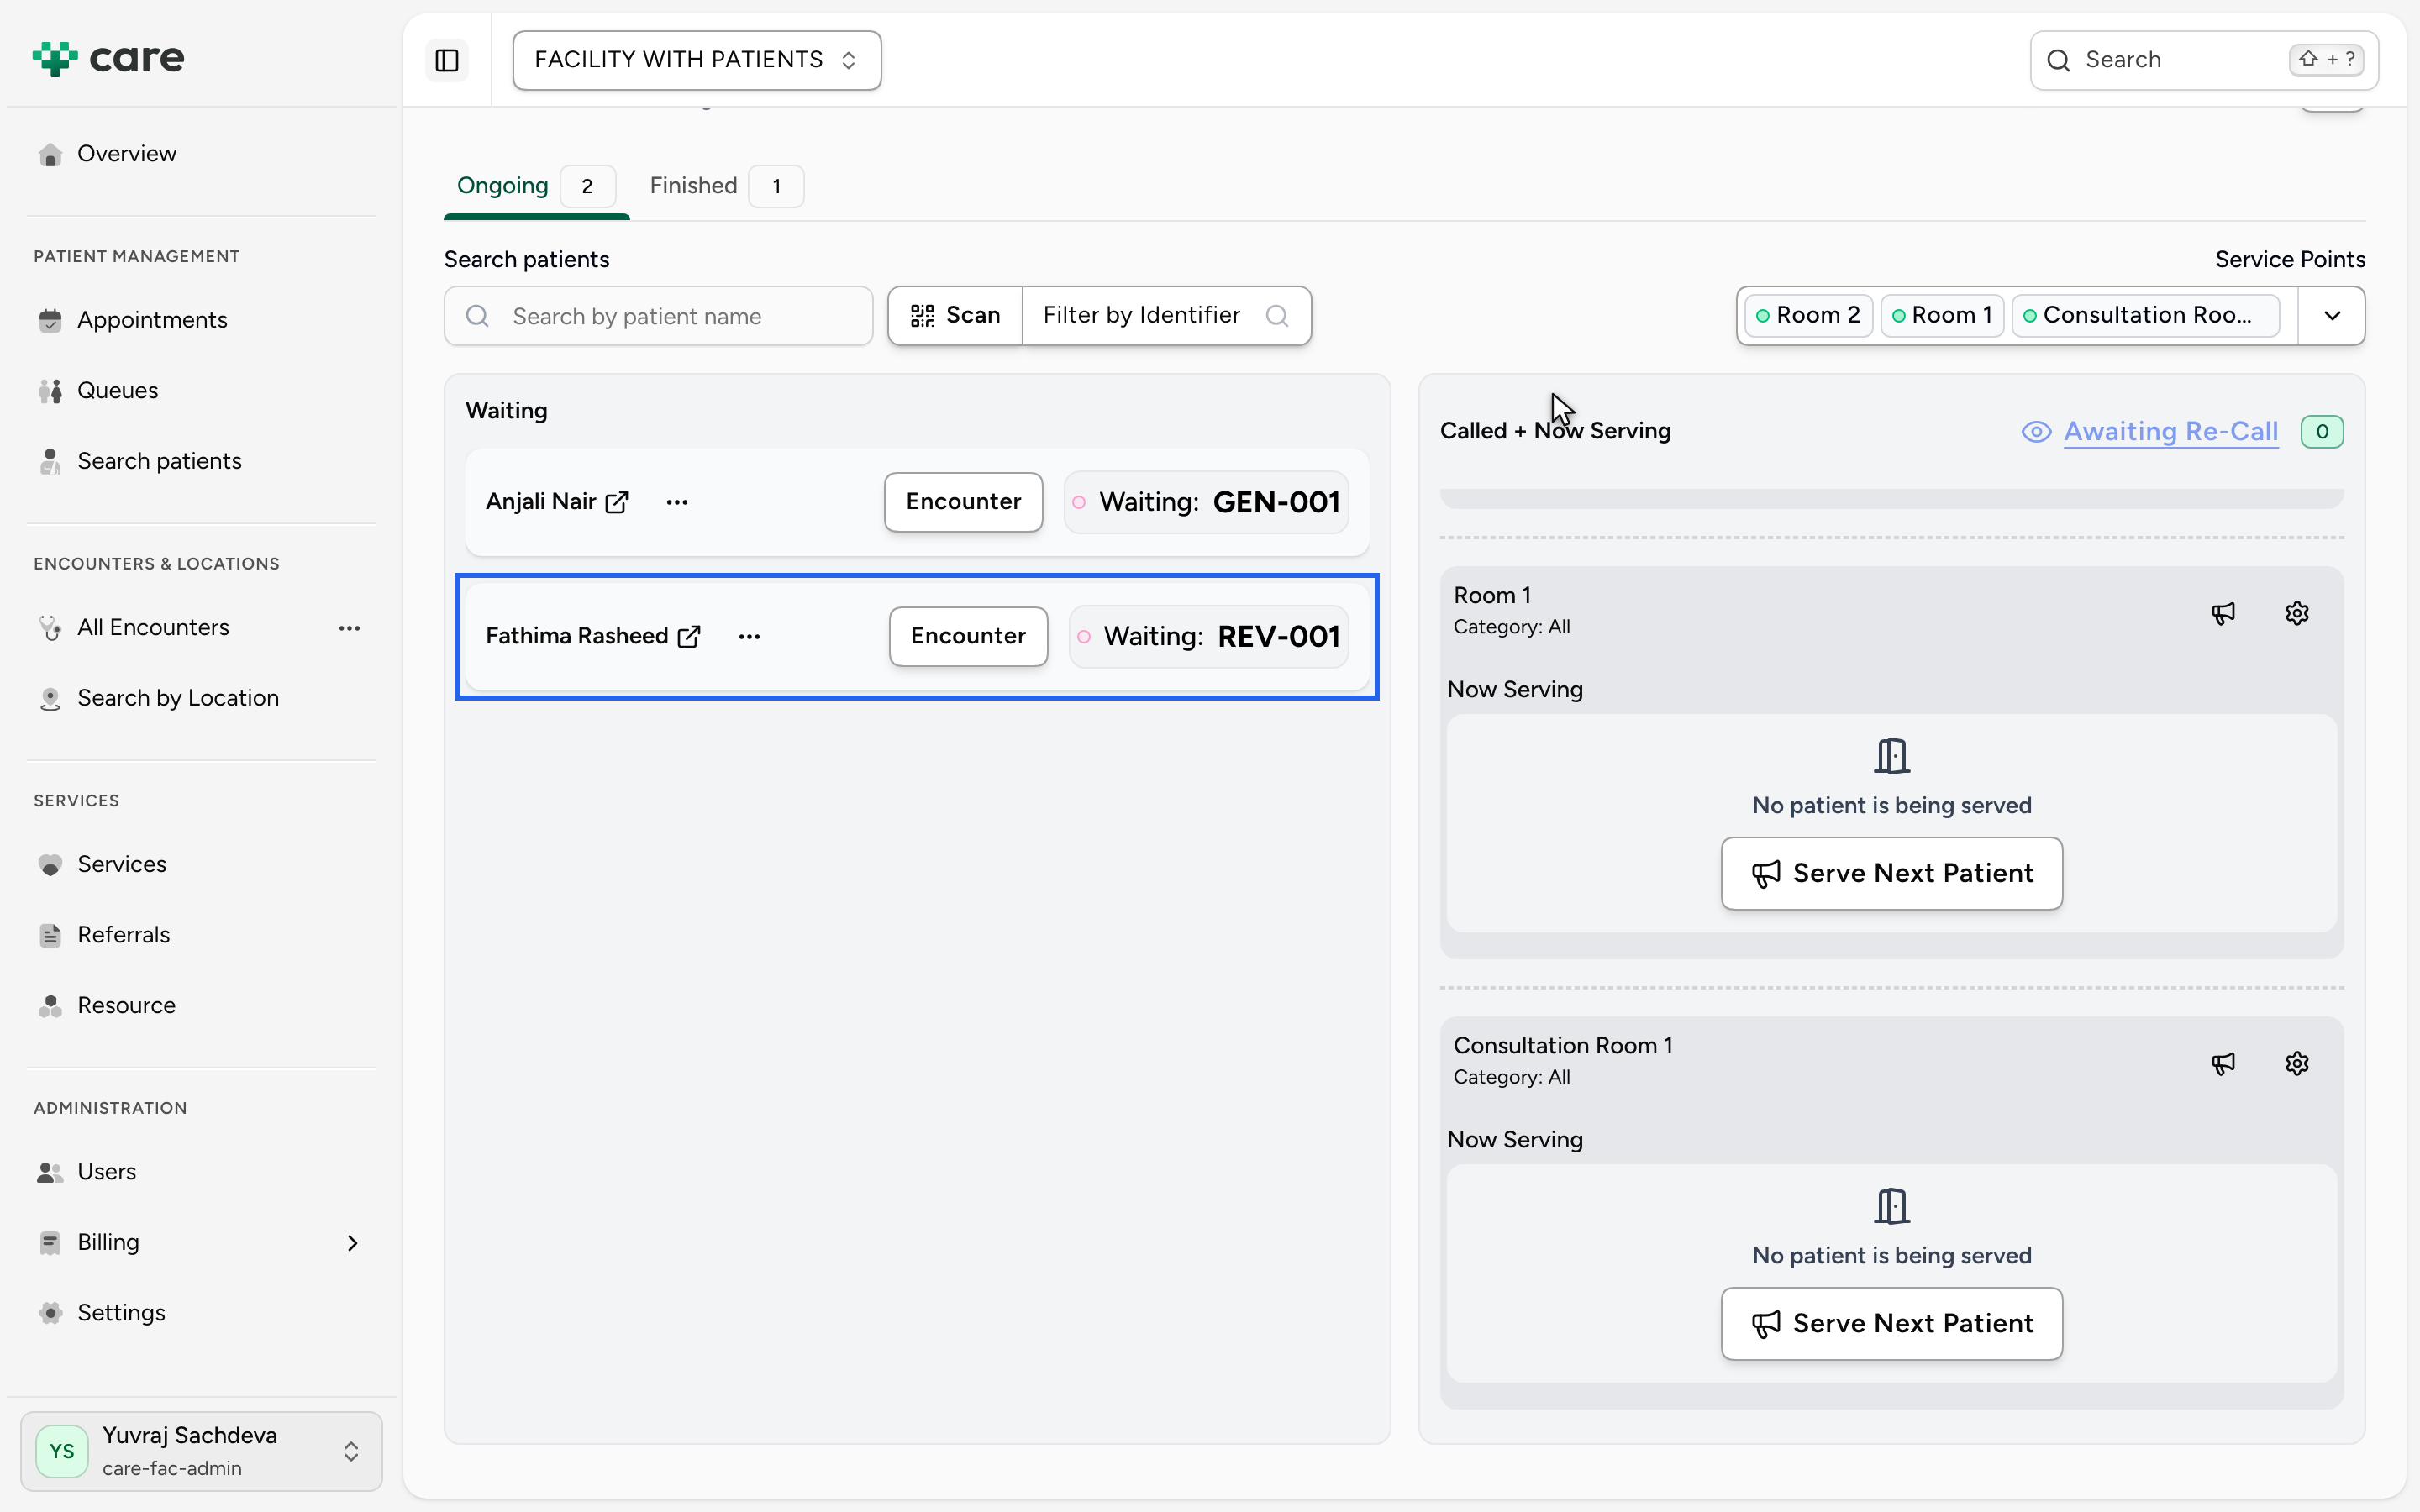 care
FACILITY WITH PATIENTS
Search
+ ?
Overview
PATIENT MANAGEMENT
Appointments
Queues
Search patients
ENCOUNTERS & LOCATIONS
All Encounters
Search by Location
SERVICES
Services
Referrals
Resource
ADMINISTRATION
Users
Billing
Settings
YS
Yuvraj Sachdeva
care-fac-admin
Ongoing 2
Finished 1
Search patients
Service Points
Search by patient name
Scan
Filter by Identifier
Room 2
Room 1
Consultation Roo...
Waiting
Anjali Nair
Encounter
Waiting: GEN-001
Fathima Rasheed
Encounter
Waiting: REV-001
Called + Now Serving
Awaiting Re-Call
0
Room 1
Category: All
Now Serving
No patient is being served
Serve Next Patient
Consultation Room 1
Category: All
Now Serving
No patient is being served
Serve Next Patient